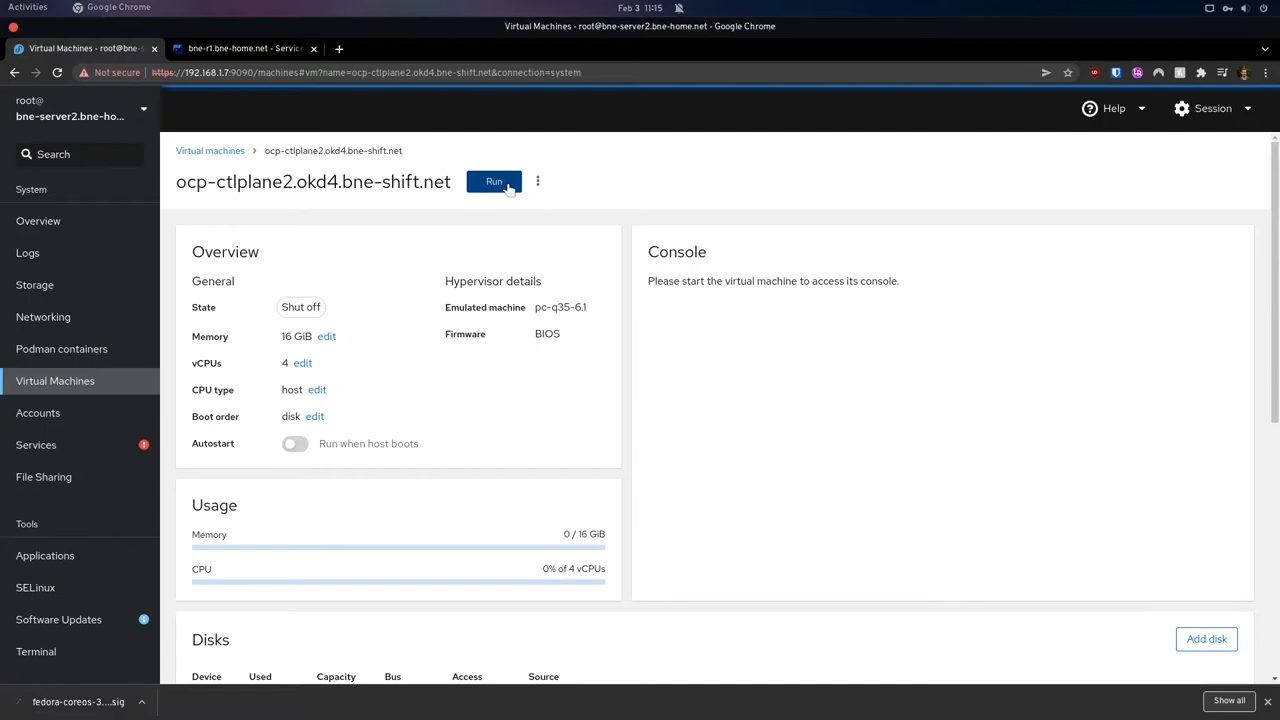 Activities
Google Chrome
Feb 3 11:15
Virtual Machines - root@bne-server2.bne-home.net - Google Chrome
Virtual Machines - root@bne-s
bne-r1.bne-home.net - Servic
Not secure
https://192.168.1.7:9090/machines#vm?name=ocp-ctlplane2.okd4.bne-shift.net&connection=system
root@
bne-server2.bne-ho...
Help
Session
Search
System
Overview
Logs
Storage
Networking
Podman containers
Virtual Machines
Accounts
Services
File Sharing
Tools
Applications
SELinux
Software Updates
Terminal
Virtual machines > ocp-ctlplane2.okd4.bne-shift.net
ocp-ctlplane2.okd4.bne-shift.net
Run
Overview
General
State Shut off
Memory 16 GiB edit
vCPUs 4 edit
CPU type host edit
Boot order disk edit
Autostart Run when host boots
Hypervisor details
Emulated machine pc-q35-6.1
Firmware BIOS
Console
Please start the virtual machine to access its console.
Usage
Memory 0 / 16 GiB
CPU 0% of 4 vCPUs
Disks
Add disk
Device Used Capacity Bus Access Source
fedora-coreos-3....sig
Show all